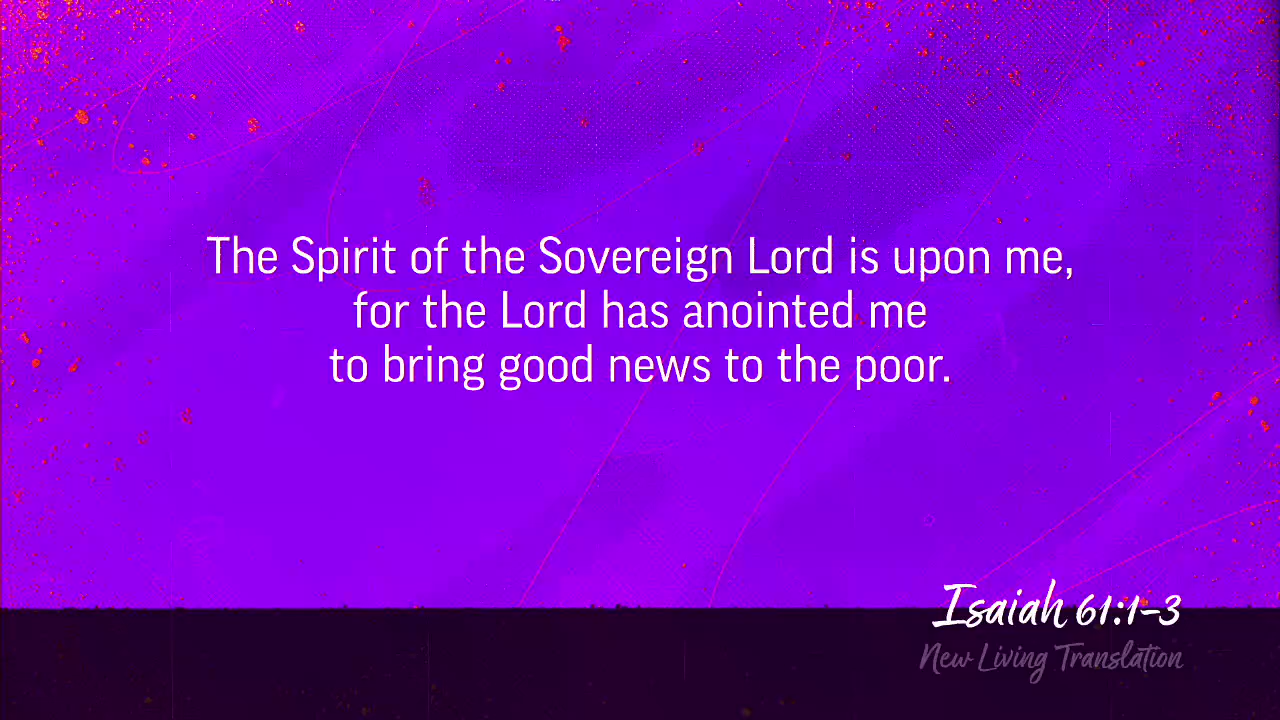 The Spirit of the Sovereign Lord is upon me,
for the Lord has anointed me
to bring good news to the poor.
Isaiah 61:1-3
New Living Translation